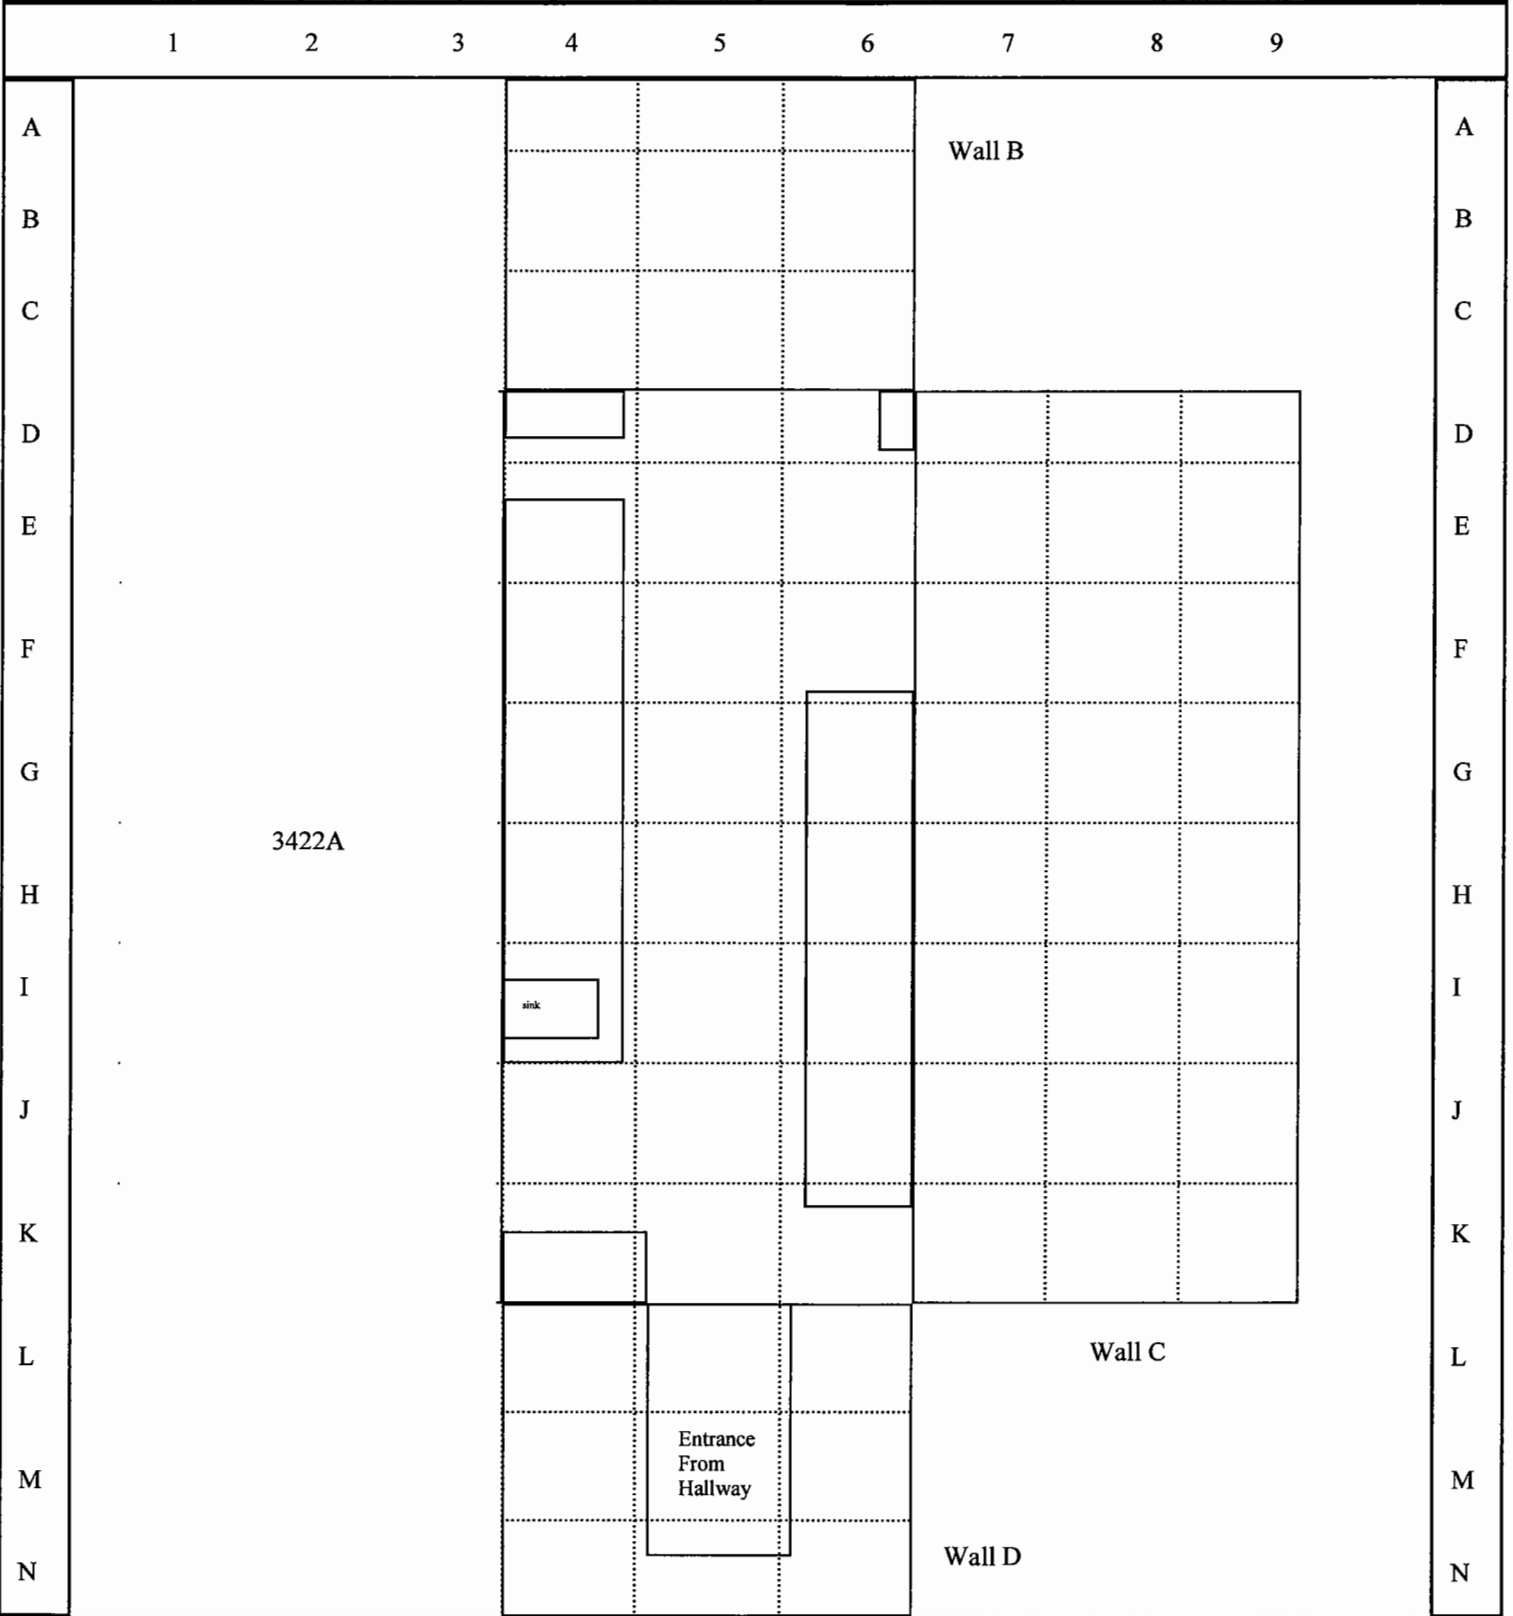 1 2 3 4 5 6 7 8 9
A A
Wall B
B B
C C
D D
E E
F F
G G
3422A
H H
I I
sink
J J
K K
Wall C
L L
Entrance
From
Hallway
M M
Wall D
N N